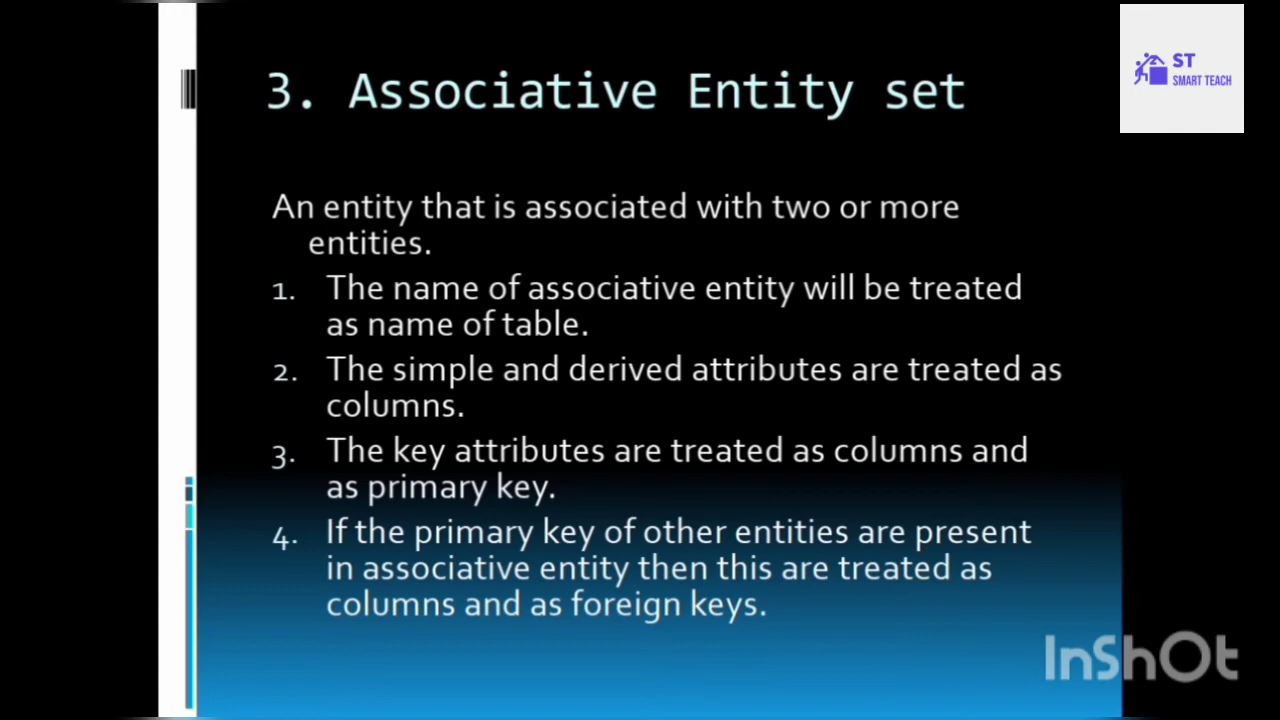 3. Associative Entity set
ST
SMART TEACH
An entity that is associated with two or more
entities.
1. The name of associative entity will be treated
as name of table.
2. The simple and derived attributes are treated as
columns.
3. The key attributes are treated as columns and
as primary key.
4. If the primary key of other entities are present
in associative entity then this are treated as
columns and as foreign keys.
InShOt